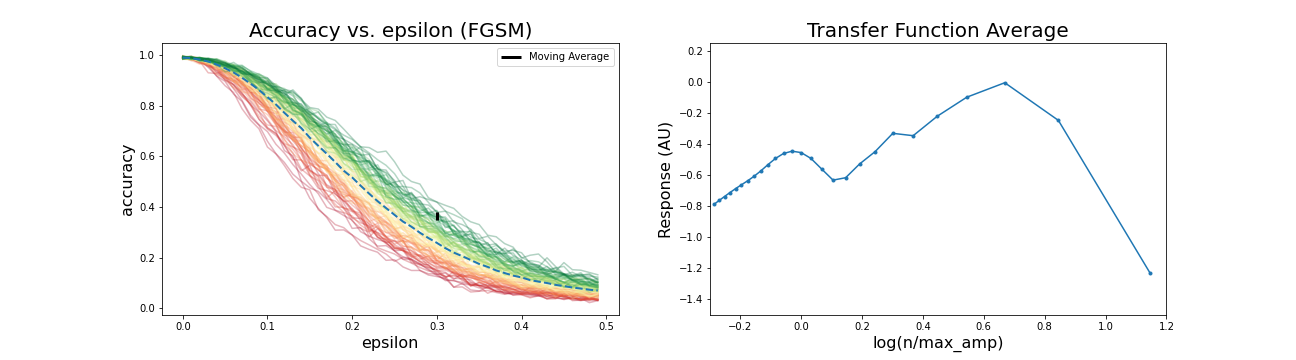 Accuracy vs. epsilon (FGSM)
Moving Average
accuracy
1.0
0.8
0.6
0.4
0.2
0.0
0.0 0.1 0.2 0.3 0.4 0.5
epsilon
Transfer Function Average
Response (AU)
0.2
0.0
−0.2
−0.4
−0.6
−0.8
−1.0
−1.2
−1.4
−0.2 0.0 0.2 0.4 0.6 0.8 1.0 1.2
log(n/max_amp)